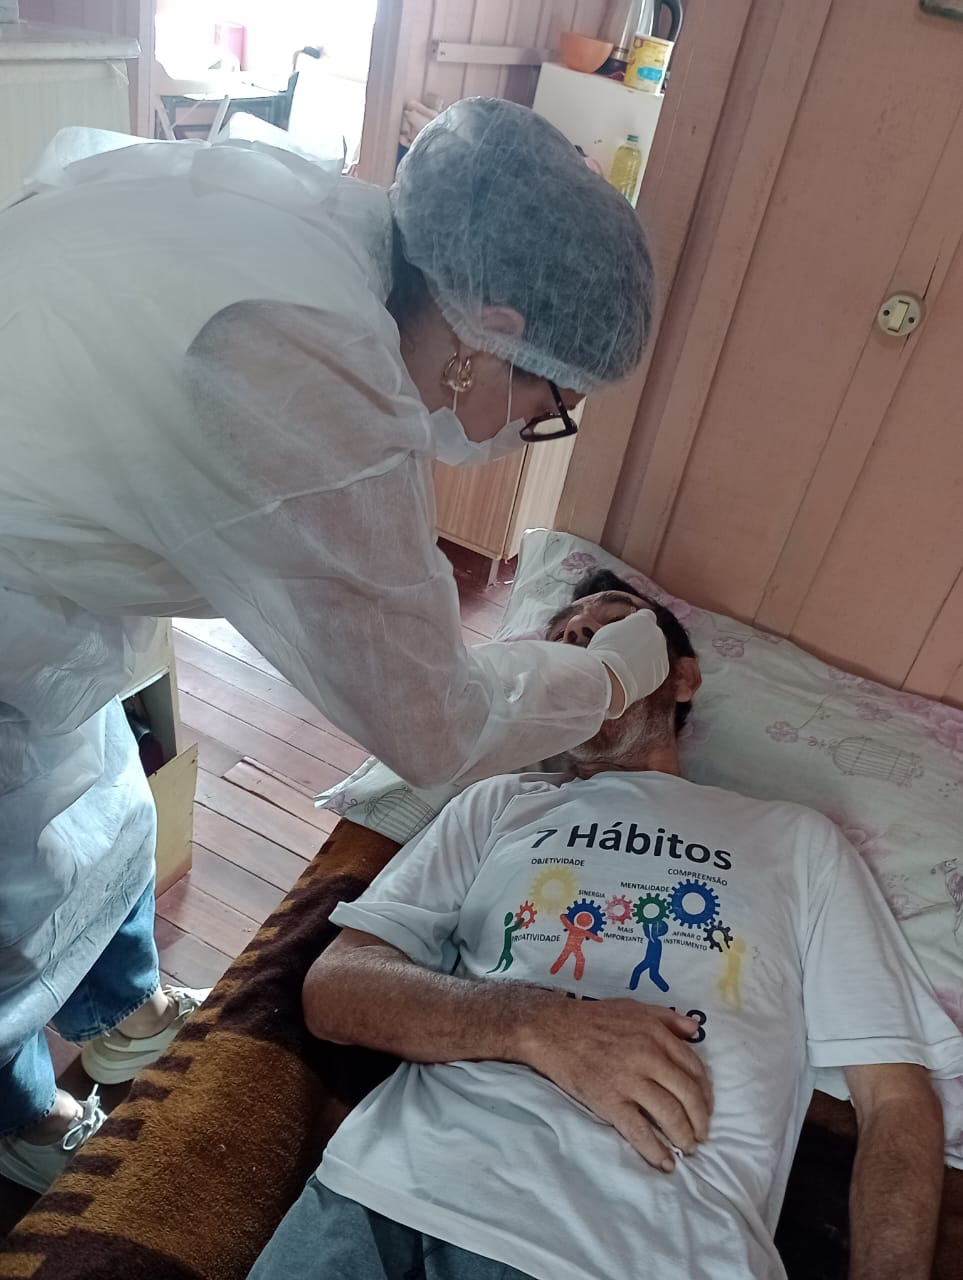 7 Hábitos
OBJETIVIDADE
COMPREENSÃO
SINERGIA
MENTALIDADE
MAIS
IMPORTANTE
AFINAR O
INSTRUMENTO